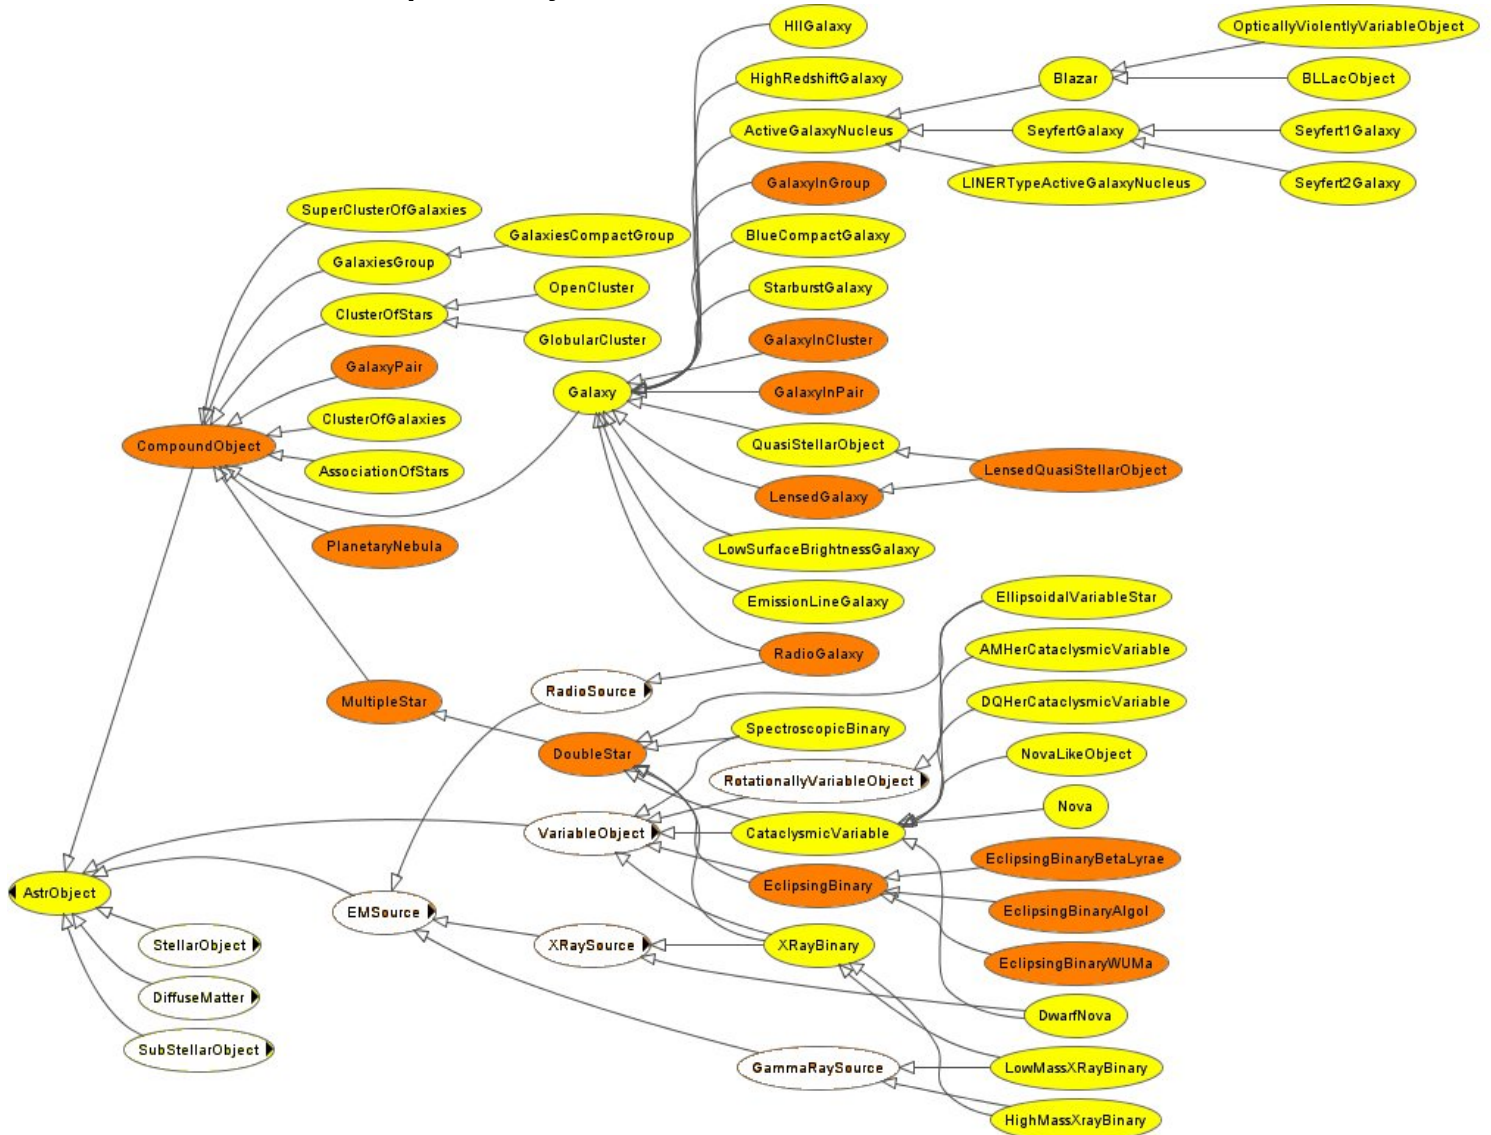 HIIGalaxy
OpticallyViolentlyVariableObject
HighRedshiftGalaxy
Blazar
BLLacObject
ActiveGalaxyNucleus
SeyfertGalaxy
Seyfert1Galaxy
GalaxyInGroup
LINERTypeActiveGalaxyNucleus
Seyfert2Galaxy
SuperClusterOfGalaxies
GalaxiesCompactGroup
BlueCompactGalaxy
GalaxiesGroup
OpenCluster
StarburstGalaxy
ClusterOfStars
GlobularCluster
GalaxyInCluster
GalaxyPair
Galaxy
GalaxyInPair
ClusterOfGalaxies
CompoundObject
QuasiStellarObject
AssociationOfStars
LensedQuasiStellarObject
LensedGalaxy
PlanetaryNebula
LowSurfaceBrightnessGalaxy
EmissionLineGalaxy
EllipsoidalVariableStar
RadioGalaxy
AMHerCataclysmicVariable
RadioSource
MultipleStar
DQHerCataclysmicVariable
SpectroscopicBinary
DoubleStar
NovaLikeObject
RotationallyVariableObject
Nova
VariableObject
CataclysmicVariable
EclipsingBinaryBetaLyrae
EclipsingBinary
AstrObject
EMSource
EclipsingBinaryAlgol
StellarObject
XRaySource
XRayBinary
EclipsingBinaryWUMa
DiffuseMatter
DwarfNova
SubStellarObject
GammaRaySource
LowMassXRayBinary
HighMassXrayBinary